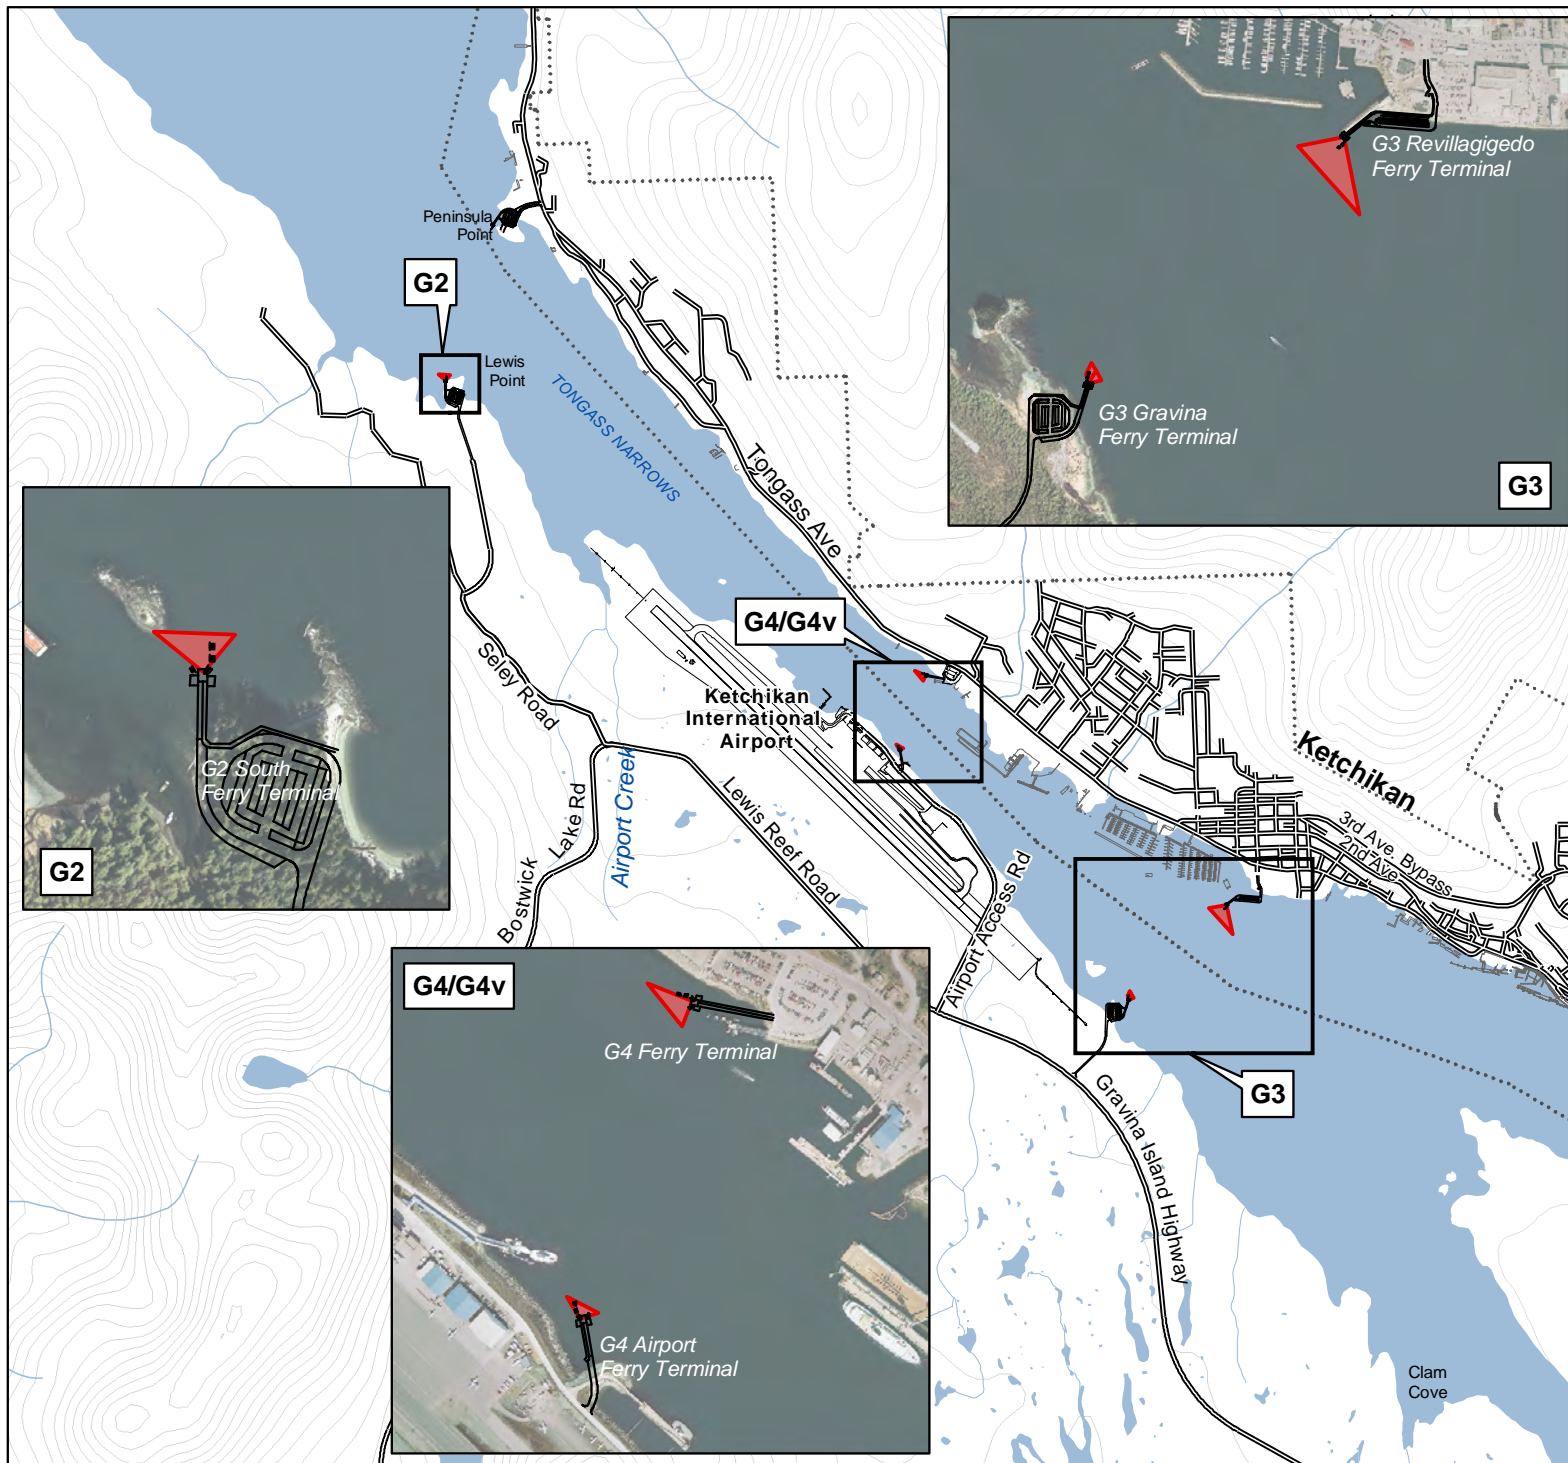 G3 Revillagigedo
Ferry Terminal
Peninsula
Point
G2
Lewis
Point
TONGASS NARROWS
G3 Gravina
Ferry Terminal
G3
Tongass Ave
G2 South
Ferry Terminal
G2
G4/G4v
Seley Road
Ketchikan
International
Airport
Ketchikan
Airport Creek
Lewis Reef Road
Bostwick
Lake Rd
3rd Ave. Bypass
2nd Ave
Airport Access Rd
G4/G4v
G4 Ferry Terminal
G3
Gravina Island Highway
G4 Airport
Ferry Terminal
Clam
Cove